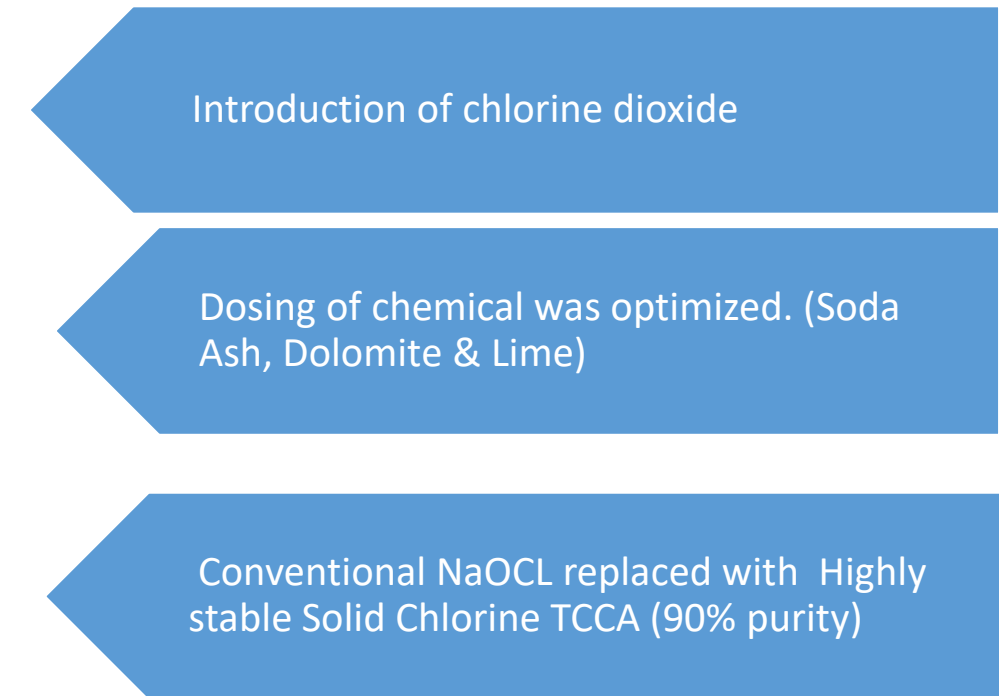 Introduction of chlorine dioxide
Dosing of chemical was optimized. (Soda
Ash, Dolomite & Lime)
Conventional NaOCL replaced with  Highly
stable Solid Chlorine TCCA (90% purity)